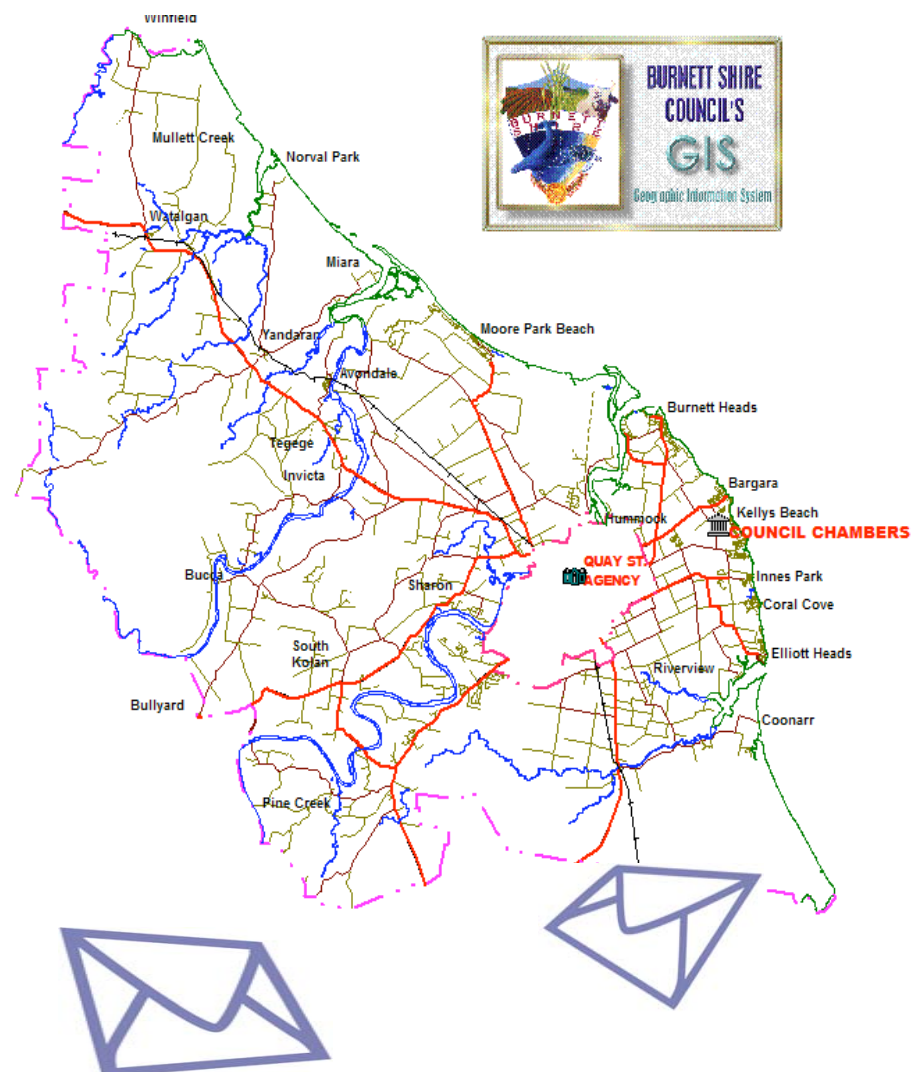 Winfield
BURNETT SHIRE
COUNCIL'S
GIS
Geographic Information System
BURNETT
SHIRE
Mullett Creek
Norval Park
Watalgan
Miara
Moore Park Beach
Yandaran
Avondale
Burnett Heads
Tegege
Invicta
Bargara
Kellys Beach
Hummock
COUNCIL CHAMBERS
QUAY ST.
AGENCY
Bucca
Sharon
Innes Park
Coral Cove
South
Kolan
Elliott Heads
Riverview
Bullyard
Coonarr
Pine Creek